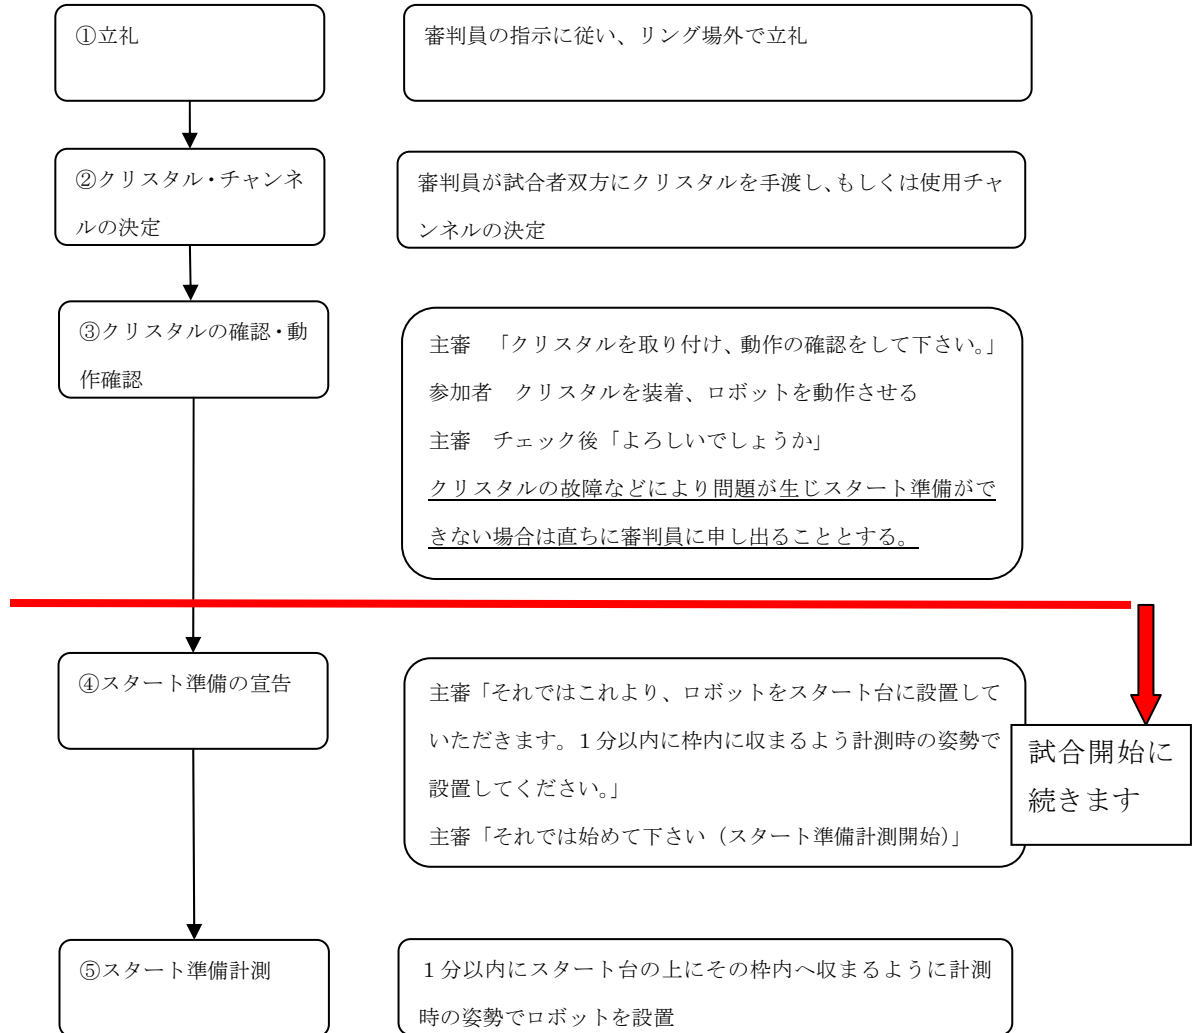 ①立礼
審判員の指示に従い、リング場外で立礼
②クリスタル・チャンネ
ルの決定
審判員が試合者双方にクリスタルを手渡し、もしくは使用チャ
ンネルの決定
③クリスタルの確認・動
作確認
主審　「クリスタルを取り付け、動作の確認をして下さい。」
参加者　クリスタルを装着、ロボットを動作させる
主審　チェック後「よろしいでしょうか」
クリスタルの故障などにより問題が生じスタート準備がで
きない場合は直ちに審判員に申し出ることとする。
④スタート準備の宣告
主審「それではこれより、ロボットをスタート台に設置して
いただきます。１分以内に枠内に収まるよう計測時の姿勢で
設置してください。」
主審「それでは始めて下さい（スタート準備計測開始）」
試合開始に
続きます
⑤スタート準備計測
１分以内にスタート台の上にその枠内へ収まるように計測
時の姿勢でロボットを設置